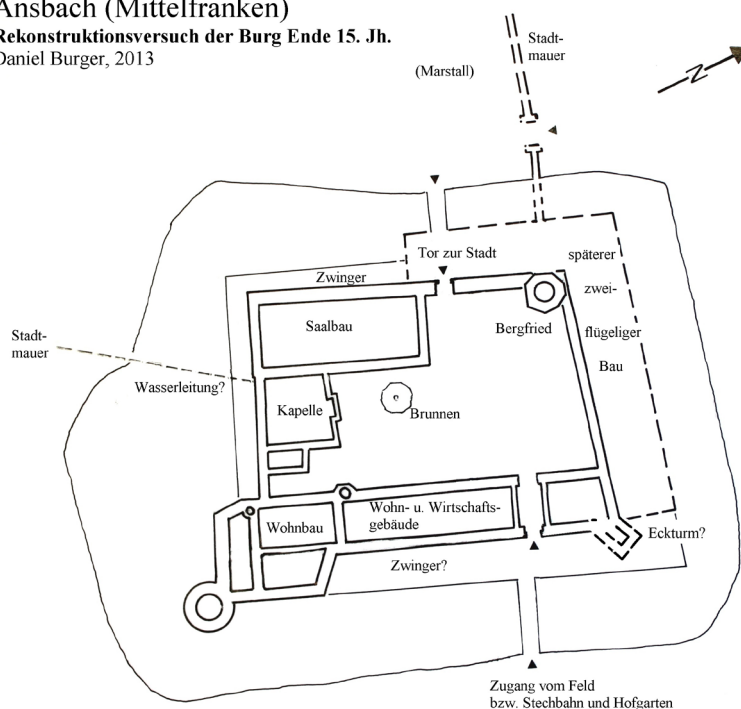 Ansbach (Mittelfranken)
Rekonstruktionsversuch der Burg Ende 15. Jh.
Daniel Burger, 2013
(Marstall)
Stadt-
mauer
N
Tor zur Stadt
Zwinger
späterer
zwei-
flügeliger
Bau
Saalbau
Bergfried
Stadt-
mauer
Wasserleitung?
Kapelle
Brunnen
Wohn- u. Wirtschafts-
gebäude
Wohnbau
Eckturm?
Zwinger?
Zugang vom Feld
bzw. Stechbahn und Hofgarten